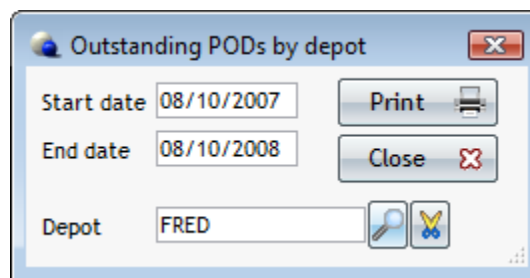 Outstanding PODs by depot
Start date 08/10/2007 Print
End date 08/10/2008 Close
Depot FRED